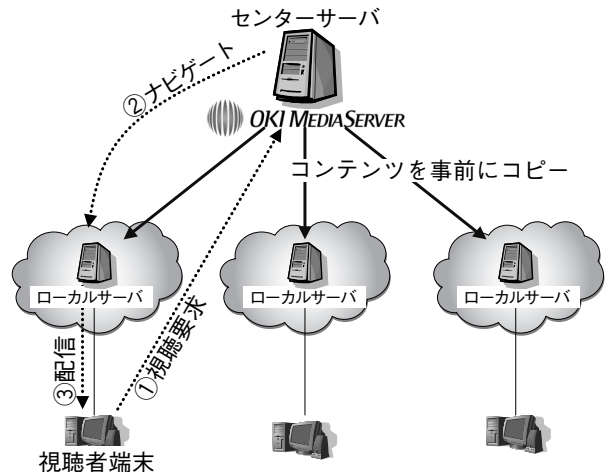 センターサーバ
②ナビゲート
OKI MEDIASERVER
コンテンツを事前にコピー
ローカルサーバ
ローカルサーバ
ローカルサーバ
①視聴要求
③配信
視聴者端末